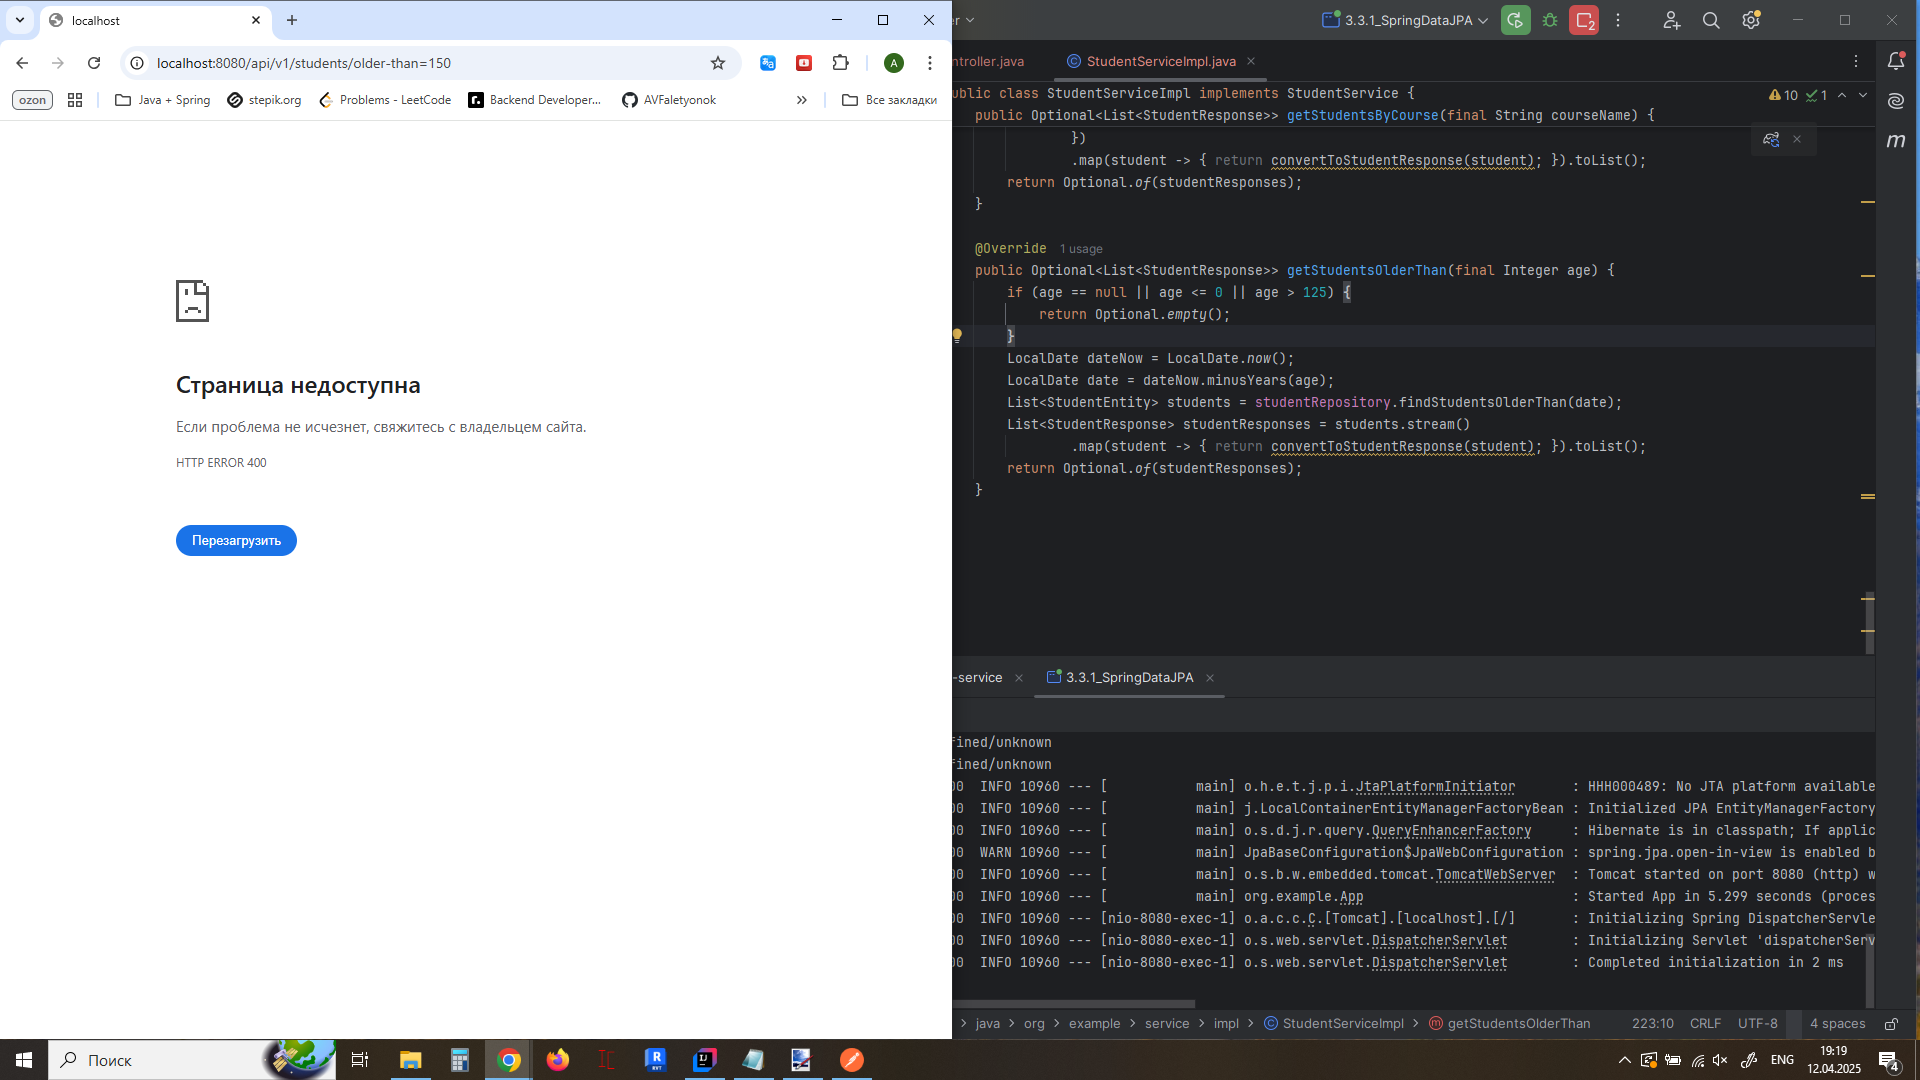 localhost
localhost:8080/api/v1/students/older-than=150
ozon
Java + Spring
stepik.org
Problems - LeetCode
Backend Developer...
AVFaletyonok
»
Все закладки
A
Страница недоступна
Если проблема не исчезнет, свяжитесь с владельцем сайта.
HTTP ERROR 400
Перезагрузить
er
3.3.1_SpringDataJPA
2
ntroller.java
StudentServiceImpl.java
10
1
ublic class StudentServiceImpl implements StudentService {
public Optional<List<StudentResponse>> getStudentsByCourse(final String courseName) {
})
.map(student -> { return convertToStudentResponse(student); }).toList();
return Optional.of(studentResponses);
}
@Override 1 usage
public Optional<List<StudentResponse>> getStudentsOlderThan(final Integer age) {
if (age == null || age <= 0 || age > 125) {
return Optional.empty();
}
LocalDate dateNow = LocalDate.now();
LocalDate date = dateNow.minusYears(age);
List<StudentEntity> students = studentRepository.findStudentsOlderThan(date);
List<StudentResponse> studentResponses = students.stream()
.map(student -> { return convertToStudentResponse(student); }).toList();
return Optional.of(studentResponses);
}
m
-service
3.3.1_SpringDataJPA
fined/unknown
fined/unknown
00 INFO 10960 --- [ main] o.h.e.t.j.p.i.JtaPlatformInitiator : HHH000489: No JTA platform available
00 INFO 10960 --- [ main] j.LocalContainerEntityManagerFactoryBean : Initialized JPA EntityManagerFactory
00 INFO 10960 --- [ main] o.s.d.j.r.query.QueryEnhancerFactory : Hibernate is in classpath; If applic
00 WARN 10960 --- [ main] JpaBaseConfiguration$JpaWebConfiguration : spring.jpa.open-in-view is enabled b
00 INFO 10960 --- [ main] o.s.b.w.embedded.tomcat.TomcatWebServer : Tomcat started on port 8080 (http) w
00 INFO 10960 --- [ main] org.example.App : Started App in 5.299 seconds (proces
00 INFO 10960 --- [nio-8080-exec-1] o.a.c.c.C.[Tomcat].[localhost].[/] : Initializing Spring DispatcherServle
00 INFO 10960 --- [nio-8080-exec-1] o.s.web.servlet.DispatcherServlet : Initializing Servlet 'dispatcherServ
00 INFO 10960 --- [nio-8080-exec-1] o.s.web.servlet.DispatcherServlet : Completed initialization in 2 ms
> java > org > example > service > impl > StudentServiceImpl > getStudentsOlderThan
223:10 CRLF UTF-8 4 spaces
Поиск
ENG
19:19
12.04.2025
4